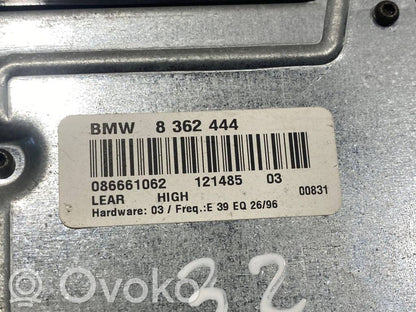 BMW 8 362 444
086661062 121485 03
LEAR HIGH 00831
Hardware: 03 / Freq.:E 39 EQ 26/96
32
Ovoko